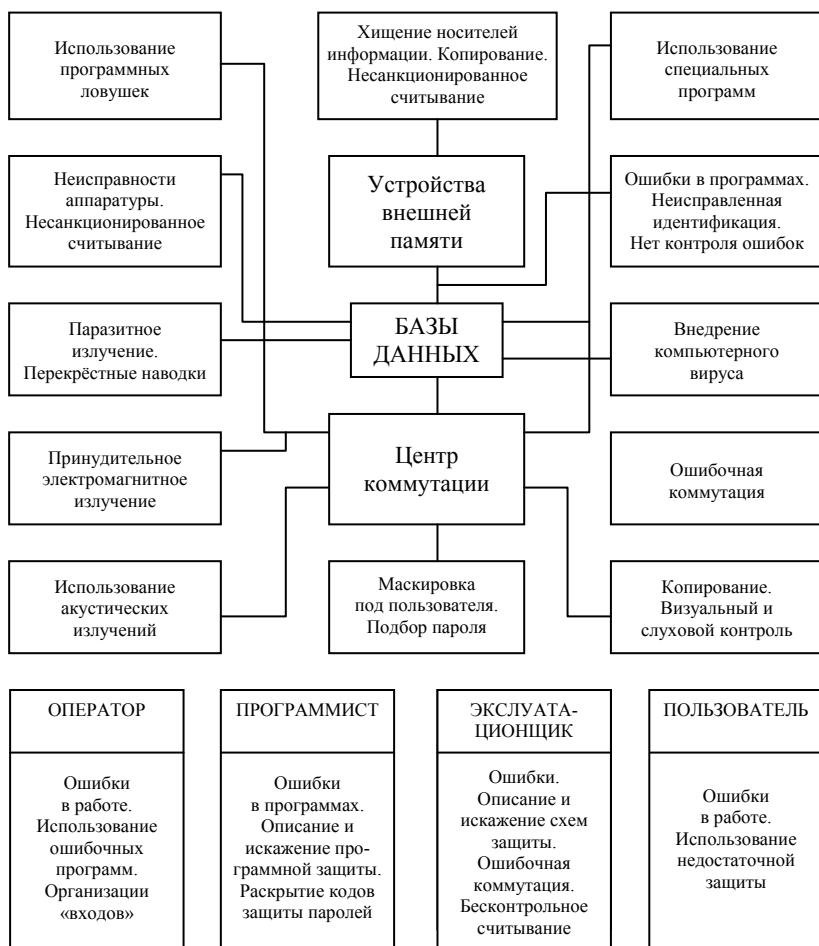 Использование
программных
ловушек
Хищение носителей
информации. Копирование.
Несанкционированное
считывание
Использование
специальных
программ
Неисправности
аппаратуры.
Несанкционированное
считывание
Устройства
внешней
памяти
Ошибки в программах.
Неисправленная
идентификация.
Нет контроля ошибок
Паразитное
излучение.
Перекрёстные наводки
БАЗЫ
ДАННЫХ
Внедрение
компьютерного
вируса
Принудительное
электромагнитное
излучение
Центр
коммутации
Ошибочная
коммутация
Использование
акустических
излучений
Маскировка
под пользователя.
Подбор пароля
Копирование.
Визуальный и
слуховой контроль
ОПЕРАТОР
Ошибки
в работе.
Использование
ошибочных
программ.
Организации
«входов»
ПРОГРАММИСТ
Ошибки
в программах.
Описание и
искажение про-
граммной защиты.
Раскрытие кодов
защиты паролей
ЭКСЛУАТА-
ЦИОНЩИК
Ошибки.
Описание и
искажение схем
защиты.
Ошибочная
коммутация.
Бесконтрольное
считывание
ПОЛЬЗОВАТЕЛЬ
Ошибки
в работе.
Использование
недостаточной
защиты